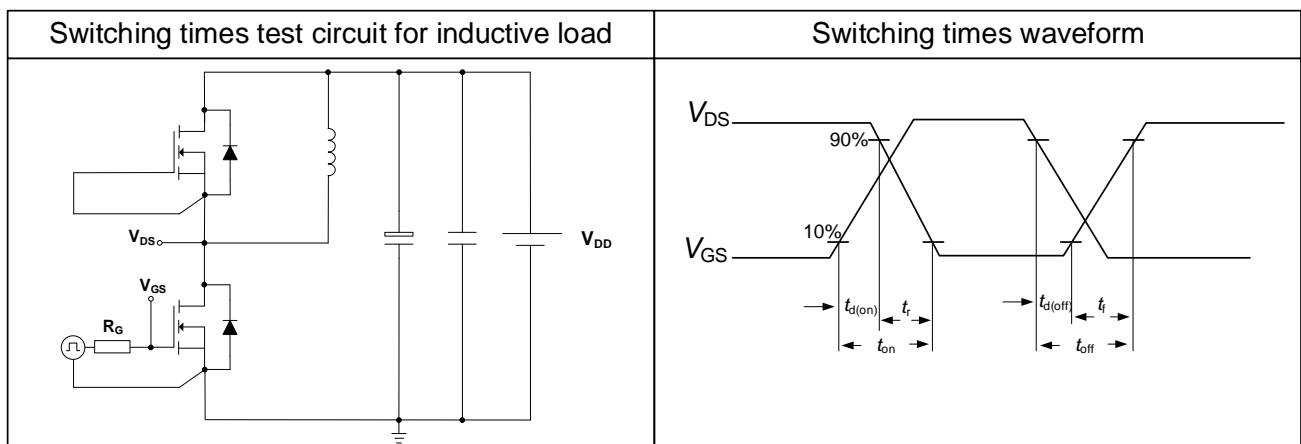 Switching times test circuit for inductive load
Switching times waveform
VDS
VGS
RG
VDD
VDS
90%
10%
VGS
td(on)
tr
ton
td(off)
tf
toff